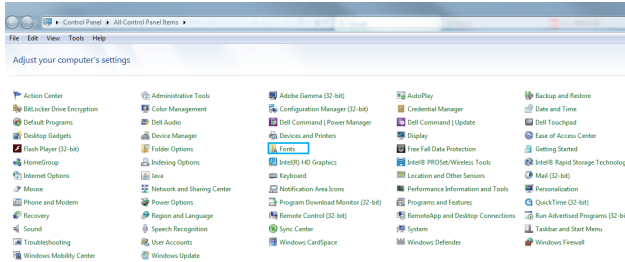 Control Panel ▸ All Control Panel Items ▸
File Edit View Tools Help
Adjust your computer's settings
Action Center Administrative Tools Adobe Gamma (32-bit) AutoPlay Backup and Restore
BitLocker Drive Encryption Color Management Configuration Manager (32-bit) Credential Manager Date and Time
Default Programs Dell Audio Dell Command | Power Manager Dell Command | Update Dell Touchpad
Desktop Gadgets Device Manager Devices and Printers Display Ease of Access Center
Flash Player (32-bit) Folder Options Fonts Free Fall Data Protection Getting Started
HomeGroup Indexing Options Intel(R) HD Graphics Intel® PROSet/Wireless Tools Intel® Rapid Storage Technolog
Internet Options Java Keyboard Location and Other Sensors Mail (32-bit)
Mouse Network and Sharing Center Notification Area Icons Performance Information and Tools Personalization
Phone and Modem Power Options Program Download Monitor (32-bit) Programs and Features QuickTime (32-bit)
Recovery Region and Language Remote Control (32-bit) RemoteApp and Desktop Connections Run Advertised Programs (32-bi
Sound Speech Recognition Sync Center System Taskbar and Start Menu
Troubleshooting User Accounts Windows CardSpace Windows Defender Windows Firewall
Windows Mobility Center Windows Update